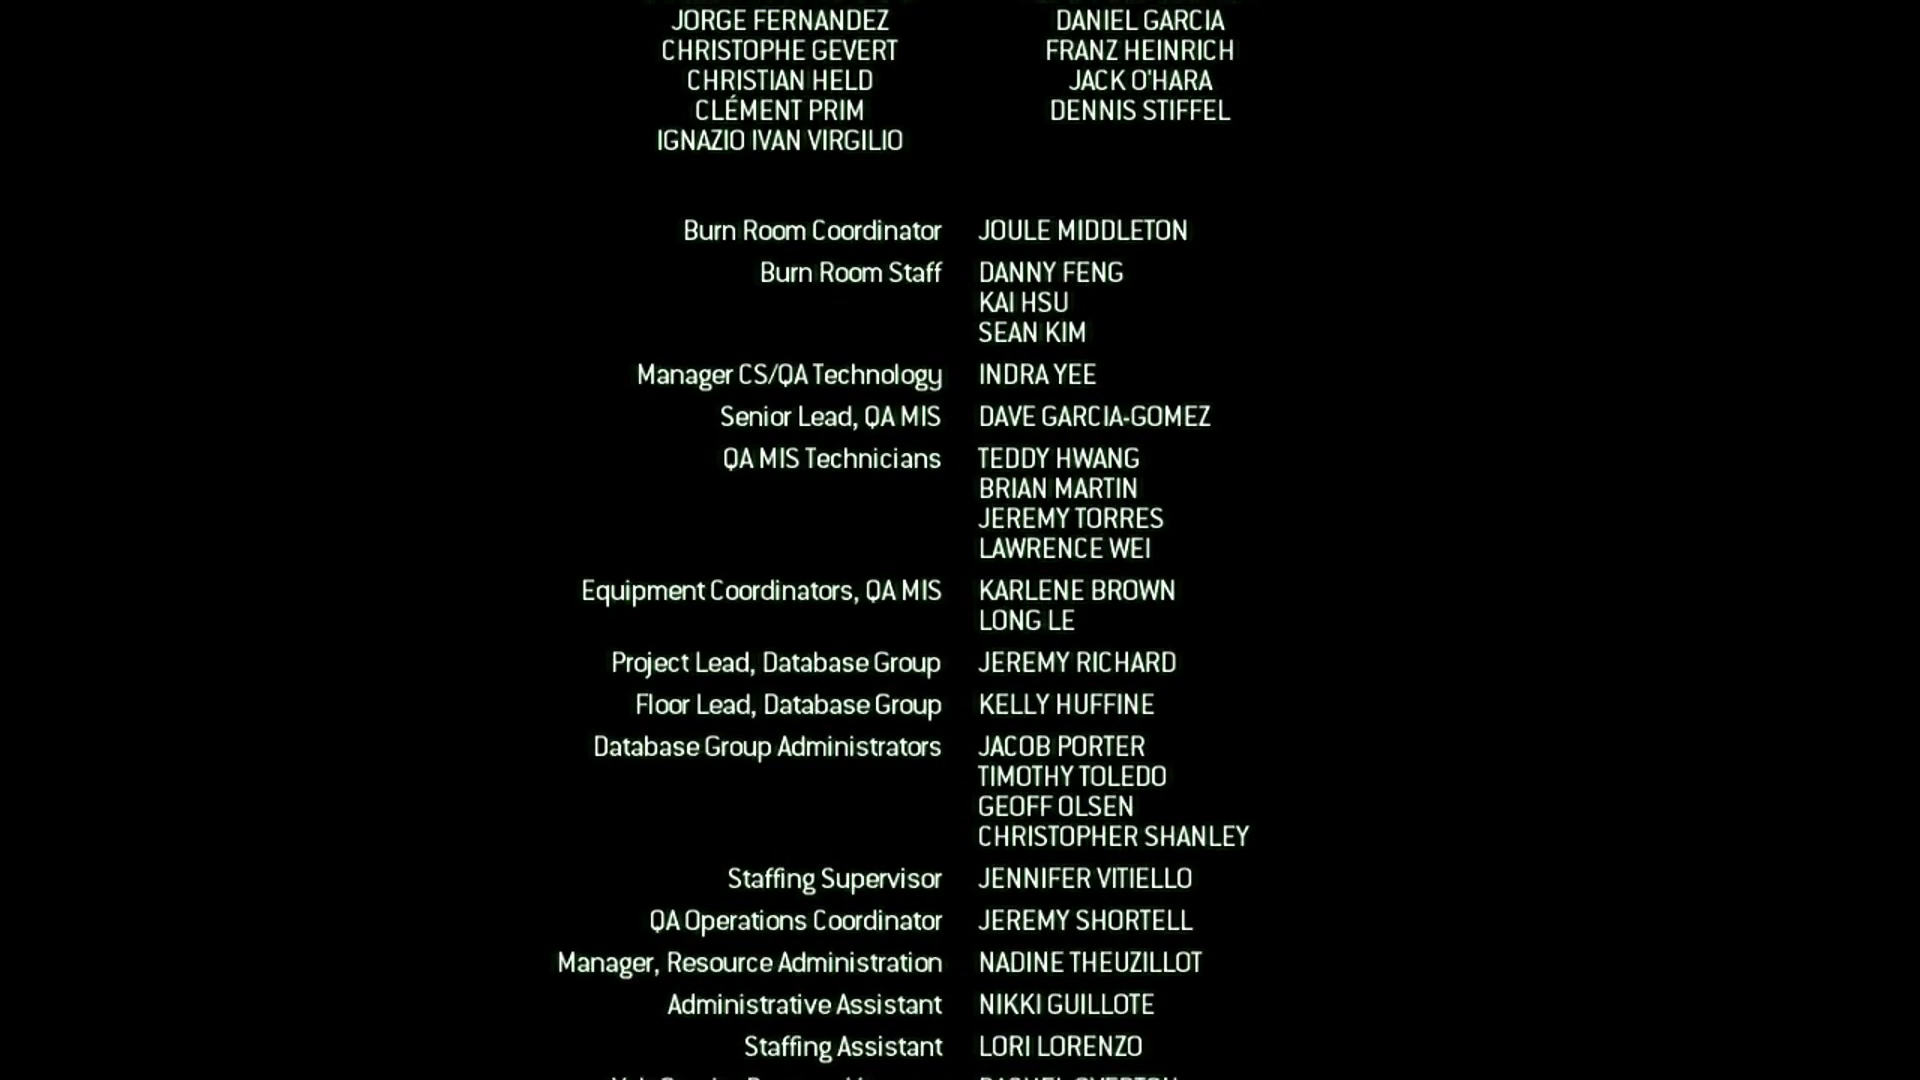 JORGE FERNANDEZ DANIEL GARCIA
CHRISTOPHE GEVERT FRANZ HEINRICH
CHRISTIAN HELD JACK O'HARA
CLÉMENT PRIM DENNIS STIFFEL
IGNAZIO IVAN VIRGILIO
Burn Room Coordinator JOULE MIDDLETON
Burn Room Staff DANNY FENG
KAI HSU
SEAN KIM
Manager CS/QA Technology INDRA YEE
Senior Lead, QA MIS DAVE GARCIA-GOMEZ
QA MIS Technicians TEDDY HWANG
BRIAN MARTIN
JEREMY TORRES
LAWRENCE WEI
Equipment Coordinators, QA MIS KARLENE BROWN
LONG LE
Project Lead, Database Group JEREMY RICHARD
Floor Lead, Database Group KELLY HUFFINE
Database Group Administrators JACOB PORTER
TIMOTHY TOLEDO
GEOFF OLSEN
CHRISTOPHER SHANLEY
Staffing Supervisor JENNIFER VITIELLO
QA Operations Coordinator JEREMY SHORTELL
Manager, Resource Administration NADINE THEUZILLOT
Administrative Assistant NIKKI GUILLOTE
Staffing Assistant LORI LORENZO